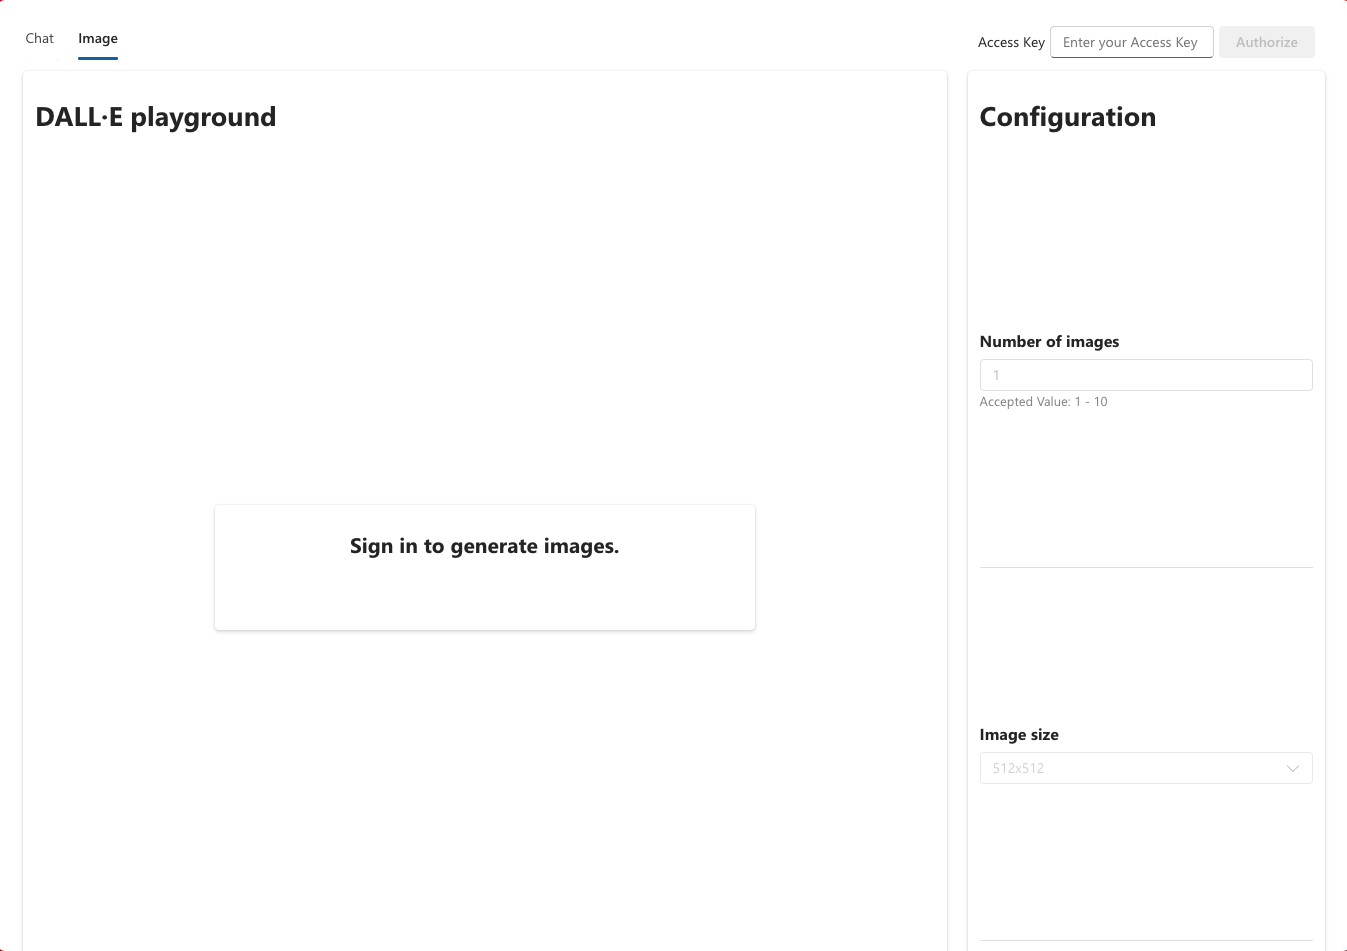 Chat
Image
Access Key
Enter your Access Key
Authorize
DALL·E playground
Sign in to generate images.
Configuration
Number of images
1
Accepted Value: 1 - 10
Image size
512x512